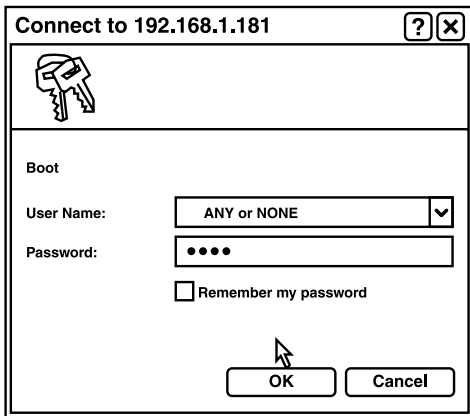 Connect to 192.168.1.181 ? ×
Boot
User Name: ANY or NONE
Password: ●●●●
Remember my password
OK Cancel